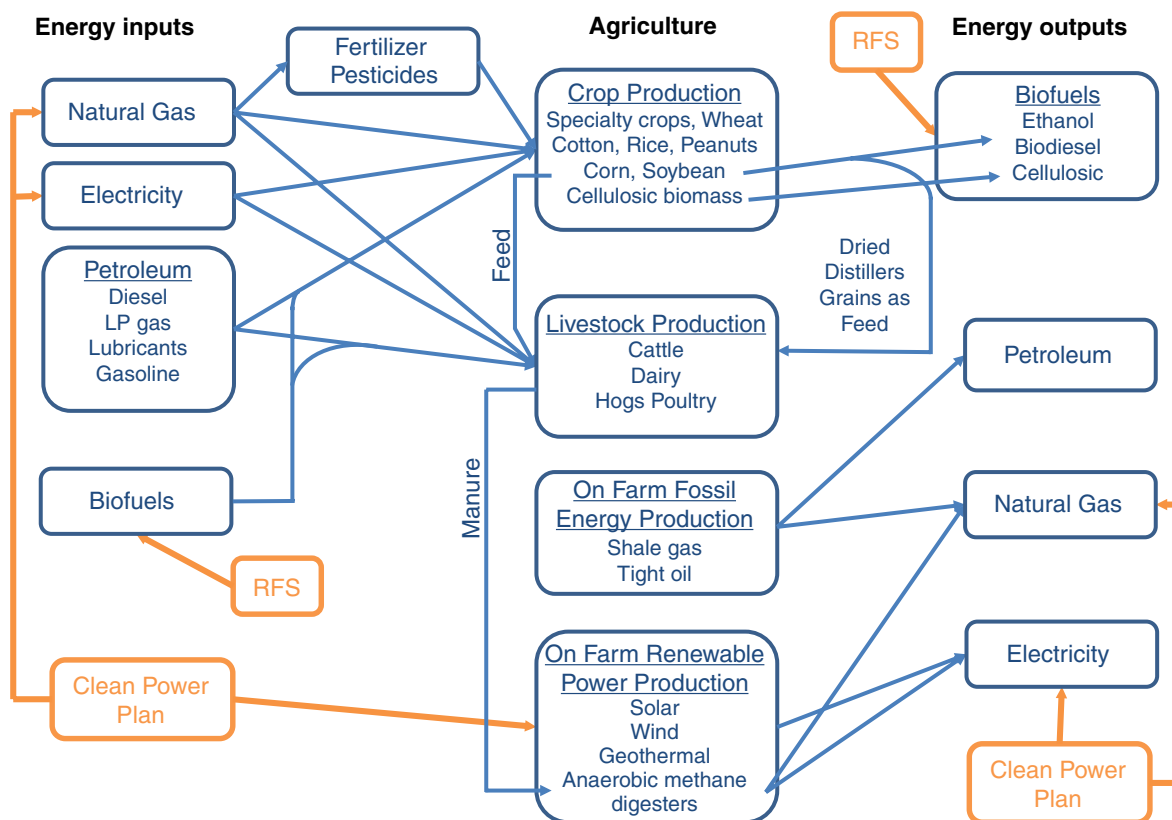 Energy inputs
Agriculture
Energy outputs
RFS
Fertilizer
Pesticides
Natural Gas
Electricity
Petroleum
Diesel
LP gas
Lubricants
Gasoline
Biofuels
RFS
Clean Power
Plan
Crop Production
Specialty crops, Wheat
Cotton, Rice, Peanuts
Corn, Soybean
Cellulosic biomass
Feed
Livestock Production
Cattle
Dairy
Hogs Poultry
Manure
On Farm Fossil
Energy Production
Shale gas
Tight oil
On Farm Renewable
Power Production
Solar
Wind
Geothermal
Anaerobic methane
digesters
Dried
Distillers
Grains as
Feed
Biofuels
Ethanol
Biodiesel
Cellulosic
Petroleum
Natural Gas
Electricity
Clean Power
Plan